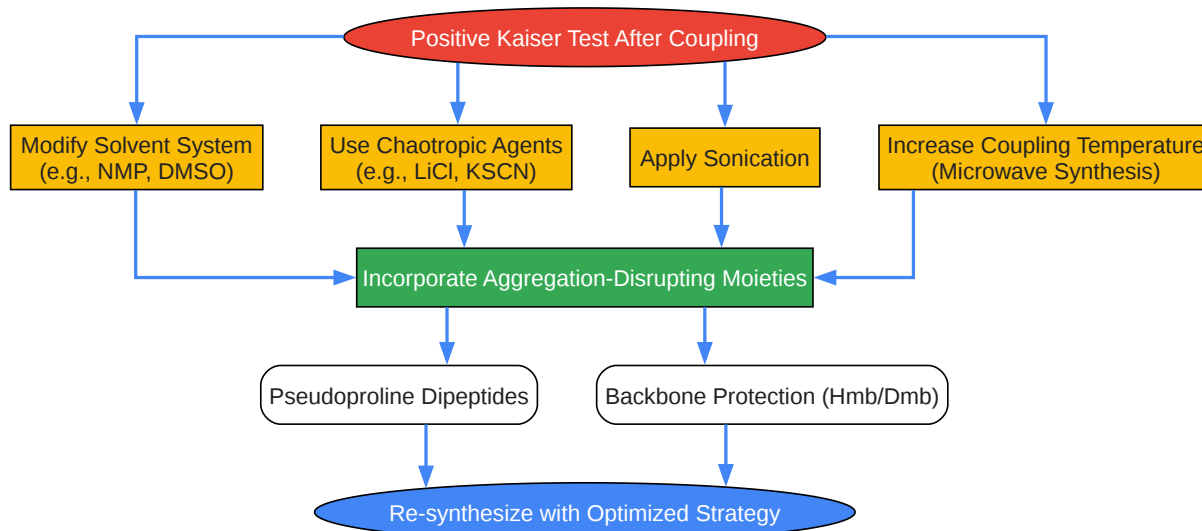 Positive Kaiser Test After Coupling
Modify Solvent System
(e.g., NMP, DMSO)
Use Chaotropic Agents
(e.g., LiCl, KSCN)
Apply Sonication
Increase Coupling Temperature
(Microwave Synthesis)
Incorporate Aggregation-Disrupting Moieties
Pseudoproline Dipeptides
Backbone Protection (Hmb/Dmb)
Re-synthesize with Optimized Strategy